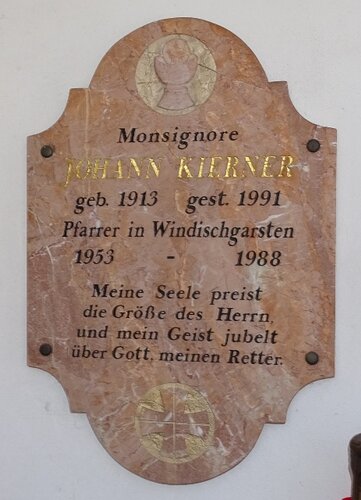 Monsignore
JOHANN KIERNER
geb. 1913 gest. 1991
Pfarrer in Windischgarsten
1953 - 1988
Meine Seele preist
die Größe des Herrn,
und mein Geist jubelt
über Gott, meinen Retter.